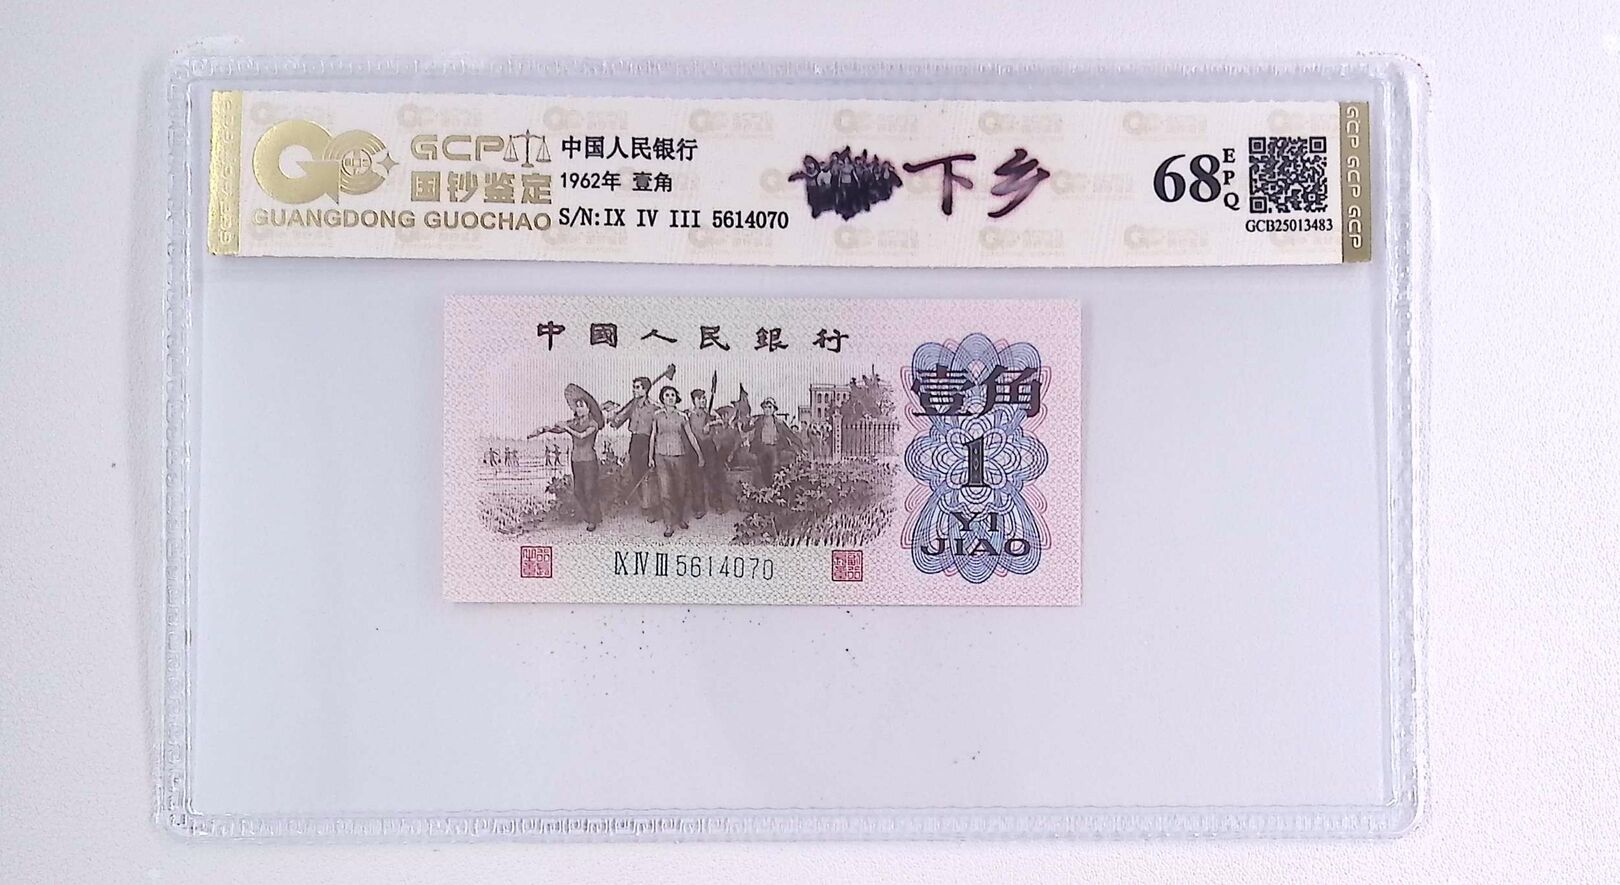 GCP
国钞鉴定
GUANGDONG GUOCHAO
中国人民银行
1962年 壹角
S/N:IX IV III 5614070
下乡
68 EPQ
GCB25013483
GCP GCP GCP
中國人民銀行
壹角
1
YI
JIAO
IX IV III 5614070